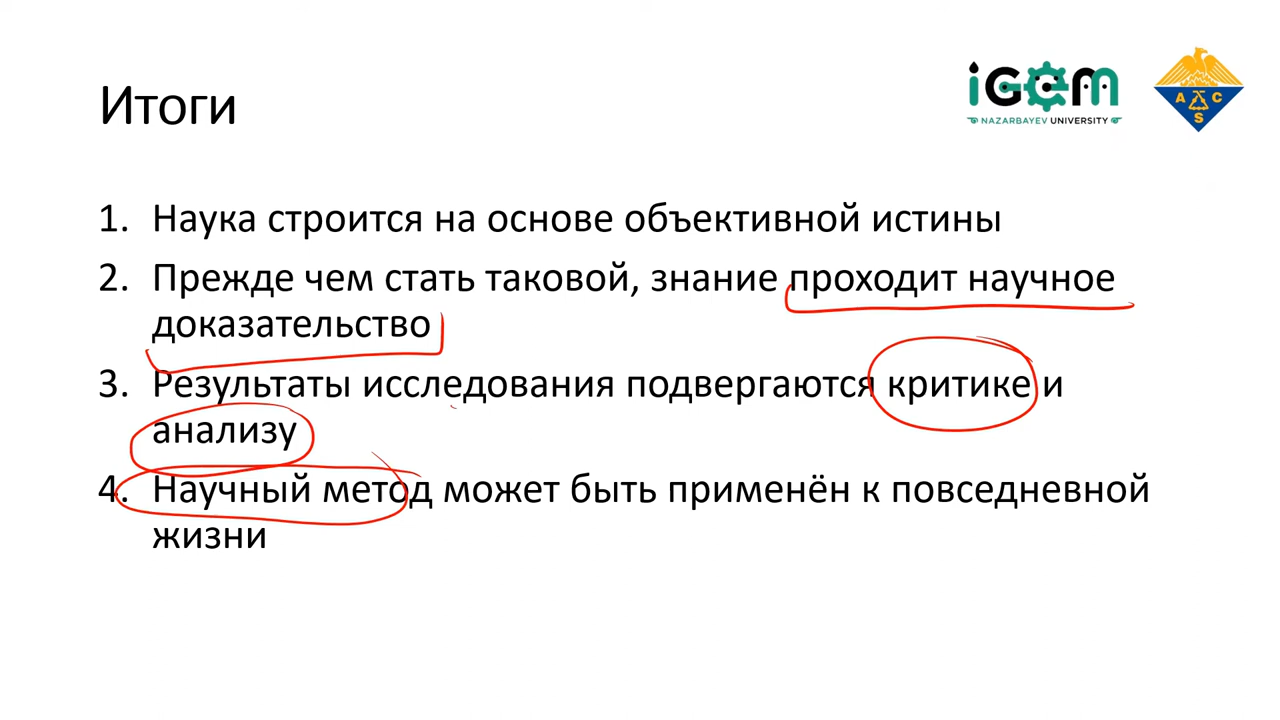 Итоги
iGem
NAZARBAYEV UNIVERSITY
A C
S
1. Наука строится на основе объективной истины
2. Прежде чем стать таковой, знание проходит научное
доказательство
3. Результаты исследования подвергаются критике и
анализу
4. Научный метод может быть применён к повседневной
жизни